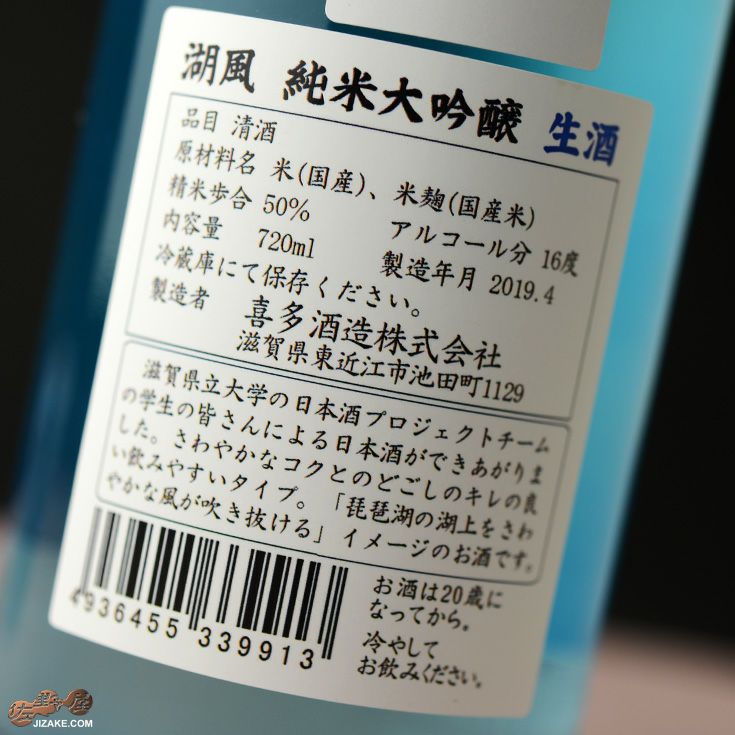 湖風 純米大吟醸 生酒
品目 清酒
原材料名 米(国産)、米麹(国産米)
精米歩合 50% アルコール分 16度
内容量 720ml 製造年月 2019.4
冷蔵庫にて保存ください。
製造者 喜多酒造株式会社
滋賀県東近江市池田町1129
滋賀県立大学の日本酒プロジェクトチーム
の学生の皆さんによる日本酒ができあがりま
した。さわやかなコクとのどごしのキレの良
い飲みやすいタイプ。「琵琶湖の湖上をさわ
やかな風が吹き抜ける」イメージのお酒です。
お酒は20歳に
なってから。
冷やして
お飲みください。
4936455 339913
佐野屋
JIZAKE.COM